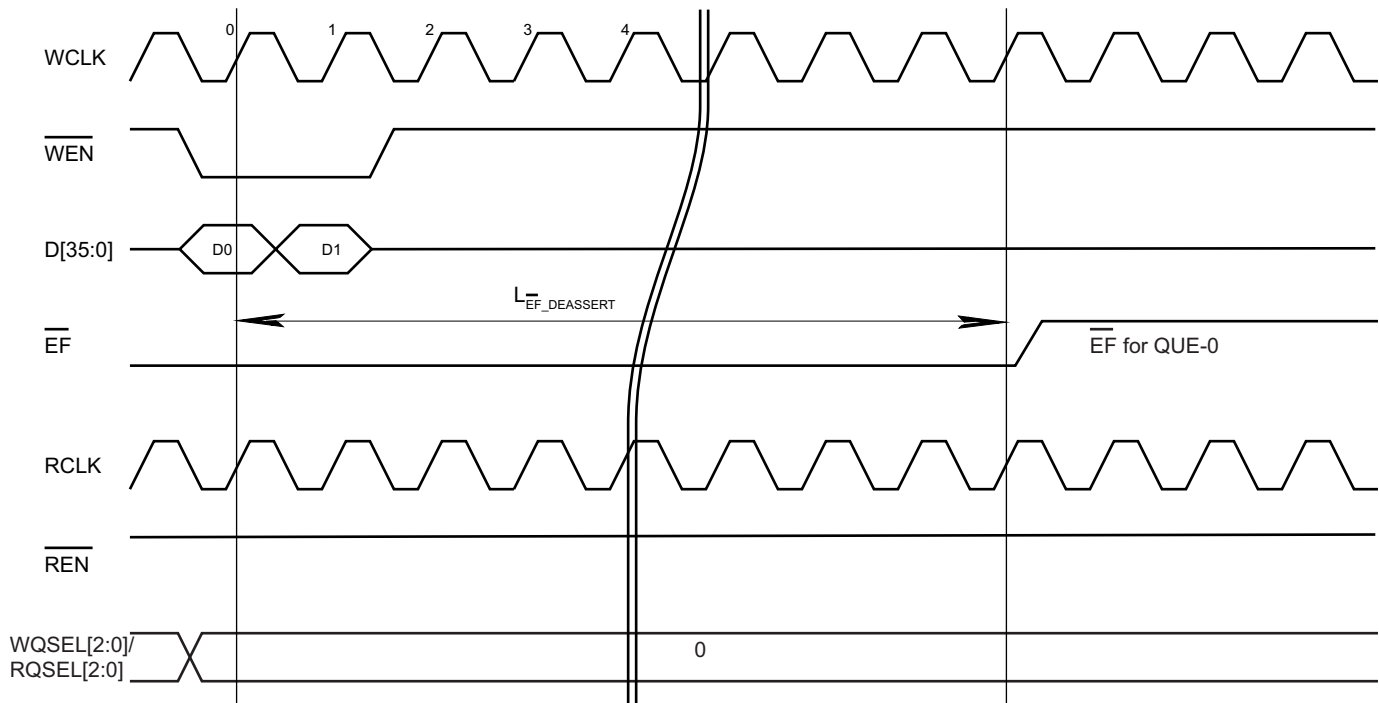 0 1 2 3 4
WCLK
WEN
D[35:0] D0 D1
LEF_DEASSERT
EF
EF for QUE-0
RCLK
REN
WQSEL[2:0]/
RQSEL[2:0]
0